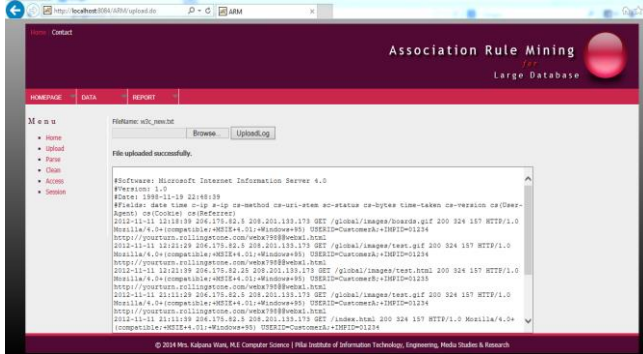 http://localhost:8084/ARM/upload.do
ARM
Home Contact
Association Rule Mining
for
Large Database
HOMEPAGE DATA REPORT
Menu
Home
Upload
Parse
Clean
Access
Session
FileName: w3c_new.txt
Browse... UploadLog
File uploaded successfully.
#Software: Microsoft Internet Information Server 4.0
#Version: 1.0
#Date: 1998-11-19 22:48:39
#Fields: date time c-ip s-ip cs-method cs-uri-stem sc-status cs-bytes time-taken cs-version cs(User-
Agent) cs(Cookie) cs(Referrer)
2012-11-11 12:18:39 206.175.82.5 208.201.133.173 GET /global/images/boards.gif 200 324 157 HTTP/1.0
Mozilla/4.0+(compatible;+MSIE+4.01;+Windows+95) USERID=CustomerA;+IMPID=01234
http://yourturn.rollingstone.com/webx?98@@webx1.html
2012-11-11 12:21:29 206.175.82.5 208.201.133.173 GET /global/images/test.gif 200 324 157 HTTP/1.0
Mozilla/4.0+(compatible;+MSIE+4.01;+Windows+95) USERID=CustomerA;+IMPID=01234
http://yourturn.rollingstone.com/webx?98@@webx1.html
2012-11-11 12:21:39 206.175.82.25 208.201.133.173 GET /global/images/test.html 200 324 157 HTTP/1.0
Mozilla/4.0+(compatible;+MSIE+4.01;+Windows+95) USERID=CustomerB;+IMPID=01235
http://yourturn.rollingstone.com/webx?98@@webx1.html
2012-11-11 21:11:29 206.175.82.5 208.201.133.173 GET /global/images/test.gif 200 324 157 HTTP/1.0
Mozilla/4.0+(compatible;+MSIE+4.01;+Windows+95) USERID=CustomerA;+IMPID=01234
http://yourturn.rollingstone.com/webx?98@@webx1.html
2012-11-11 21:11:39 206.175.82.5 208.201.133.173 GET /index.html 200 324 157 HTTP/1.0 Mozilla/4.0+
(compatible;+MSIE+4.01;+Windows+95) USERID=CustomerA;+IMPID=01234
© 2014 Mrs. Kalpana Wani, M.E Computer Science | Pillai Institute of Information Technology, Engineering, Media Studies & Research